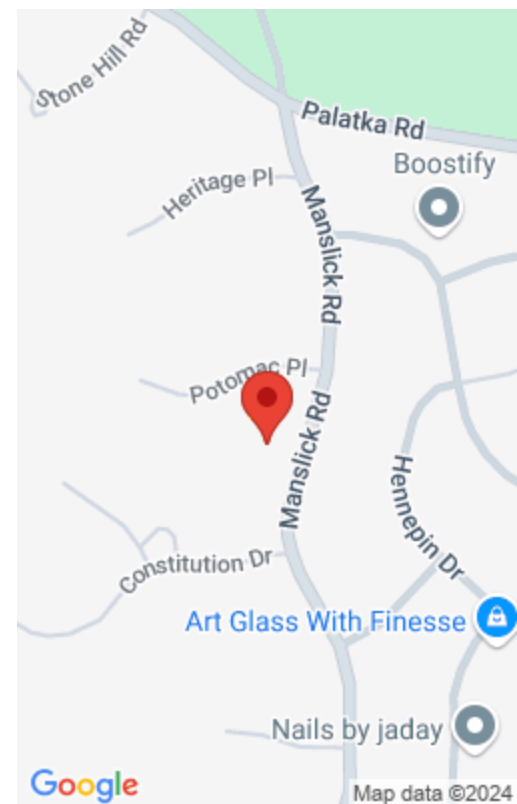 Stone Hill Rd
Palatka Rd
Boostify
Heritage Pl
Manslick Rd
Potomac Pl
Manslick Rd
Hennepin Dr
Constitution Dr
Art Glass With Finesse
Nails by jaday
Google
Map data ©2024